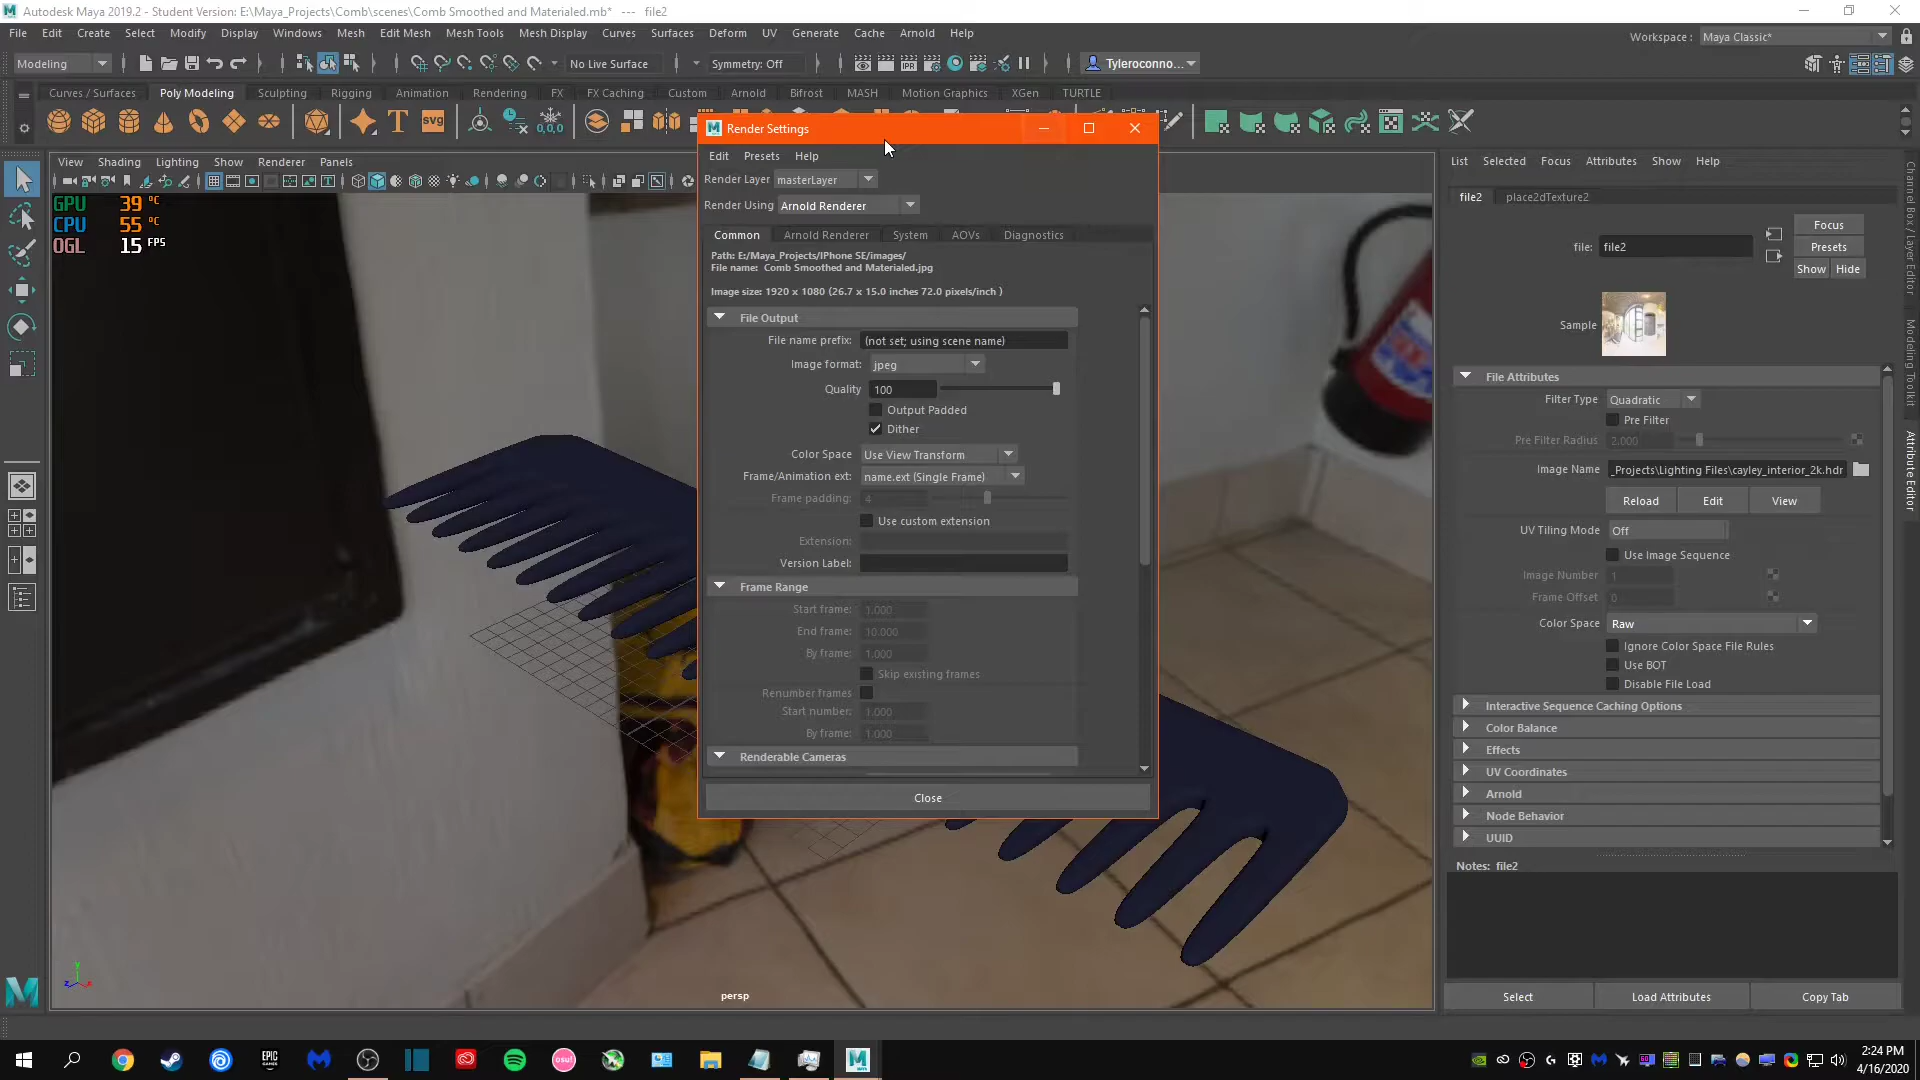 Autodesk Maya 2019.2 - Student Version: E:\Maya_Projects\Comb\scenes\Comb Smoothed and Materialed.mb* --- file2
File Edit Create Select Modify Display Windows Mesh Edit Mesh Mesh Tools Mesh Display Curves Surfaces Deform UV Generate Cache Arnold Help
Workspace : Maya Classic*
Modeling No Live Surface Symmetry: Off Tyleroconno...
Curves / Surfaces Poly Modeling Sculpting Rigging Animation Rendering FX FX Caching Custom Arnold Bifrost MASH Motion Graphics XGen TURTLE
View Shading Lighting Show Renderer Panels
GPU 39 °C
CPU 55 °C
OGL 15 FPS
persp
Render Settings
Edit Presets Help
Render Layer masterLayer
Render Using Arnold Renderer
Common Arnold Renderer System AOVs Diagnostics
Path: E:/Maya_Projects/IPhone SE/images/
File name: Comb Smoothed and Materialed.jpg
Image size: 1920 x 1080 (26.7 x 15.0 inches 72.0 pixels/inch )
File Output
File name prefix: (not set; using scene name)
Image format: jpeg
Quality 100
Output Padded
Dither
Color Space Use View Transform
Frame/Animation ext: name.ext (Single Frame)
Frame padding: 4
Use custom extension
Extension:
Version Label:
Frame Range
Start frame: 1.000
End frame: 10.000
By frame: 1.000
Skip existing frames
Renumber frames
Start number: 1.000
By frame: 1.000
Renderable Cameras
Close
List Selected Focus Attributes Show Help
file2 place2dTexture2
file: file2
Focus
Presets
Show Hide
Sample
File Attributes
Filter Type Quadratic
Pre Filter
Pre Filter Radius 2.000
Image Name _Projects\Lighting Files\cayley_interior_2k.hdr
Reload Edit View
UV Tiling Mode Off
Use Image Sequence
Image Number 1
Frame Offset 0
Color Space Raw
Ignore Color Space File Rules
Use BOT
Disable File Load
Interactive Sequence Caching Options
Color Balance
Effects
UV Coordinates
Arnold
Node Behavior
UUID
Notes: file2
Select Load Attributes Copy Tab
Channel Box / Layer Editor
Modeling Toolkit
Attribute Editor
2:24 PM
4/16/2020